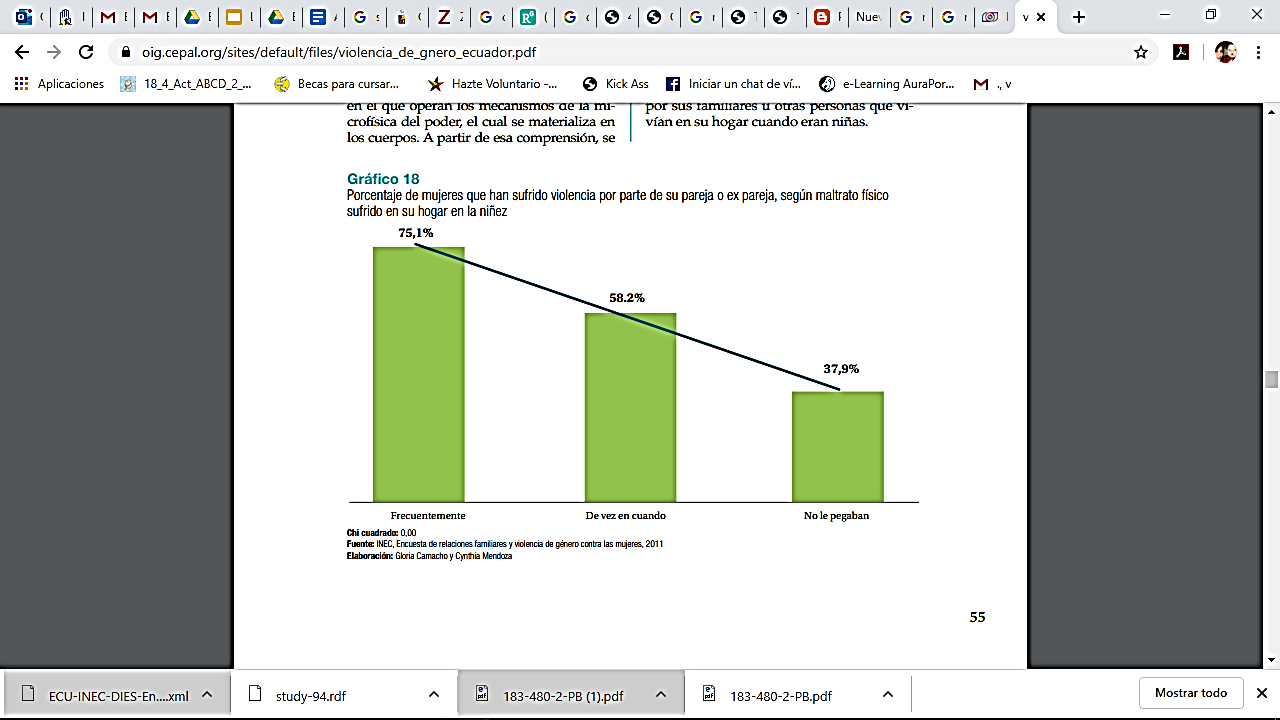 oig.cepal.org/sites/default/files/violencia_de_gnero_ecuador.pdf
Aplicaciones
18_4_Act_ABCD_2_...
Becas para cursar...
Hazte Voluntario -...
Kick Ass
Iniciar un chat de ví...
e-Learning AuraPor...
., v
en el que operan los mecanismos de la mi-
crofísica del poder, el cual se materializa en
los cuerpos. A partir de esa comprensión, se
por sus familiares u otras personas que vi-
vían en su hogar cuando eran niñas.
Gráfico 18
Porcentaje de mujeres que han sufrido violencia por parte de su pareja o ex pareja, según maltrato físico
sufrido en su hogar en la niñez
75,1%
58.2%
37,9%
Frecuentemente
De vez en cuando
No le pegaban
Chi cuadrado: 0,00
Fuente: INEC, Encuesta de relaciones familiares y violencia de género contra las mujeres, 2011
Elaboración: Gloria Camacho y Cynthia Mendoza
55
ECU-INEC-DIES-En....xml
study-94.rdf
183-480-2-PB (1).pdf
183-480-2-PB.pdf
Mostrar todo